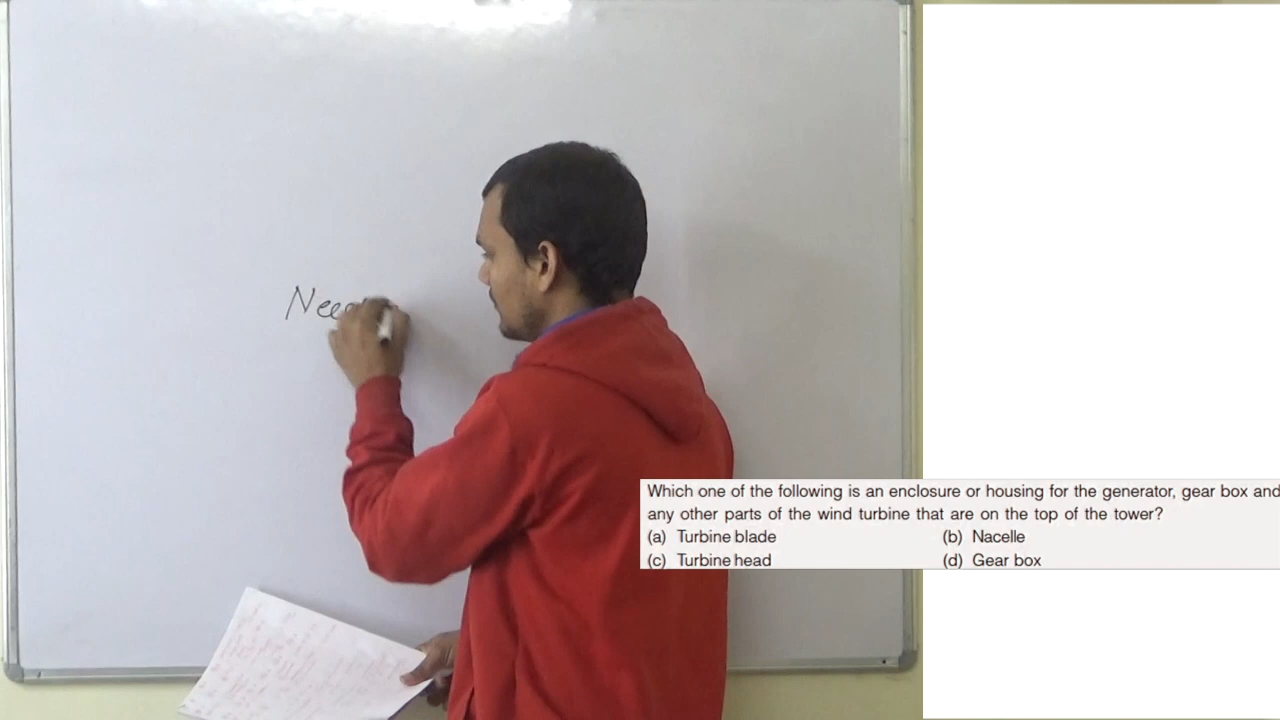 Nee
Which one of the following is an enclosure or housing for the generator, gear box and
any other parts of the wind turbine that are on the top of the tower?
(a) Turbine blade (b) Nacelle
(c) Turbine head (d) Gear box